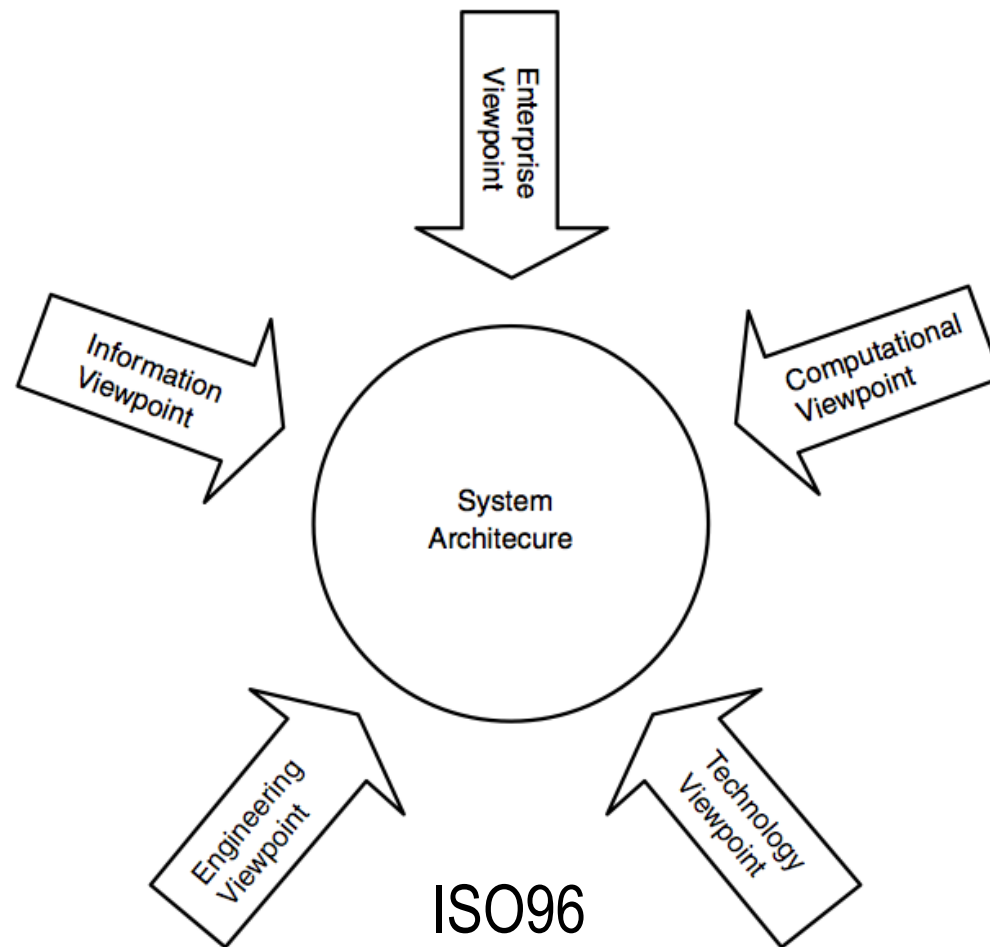 Enterprise
Viewpoint
Information
Viewpoint
Computational
Viewpoint
System
Architecure
Engineering
Viewpoint
Technology
Viewpoint
ISO96